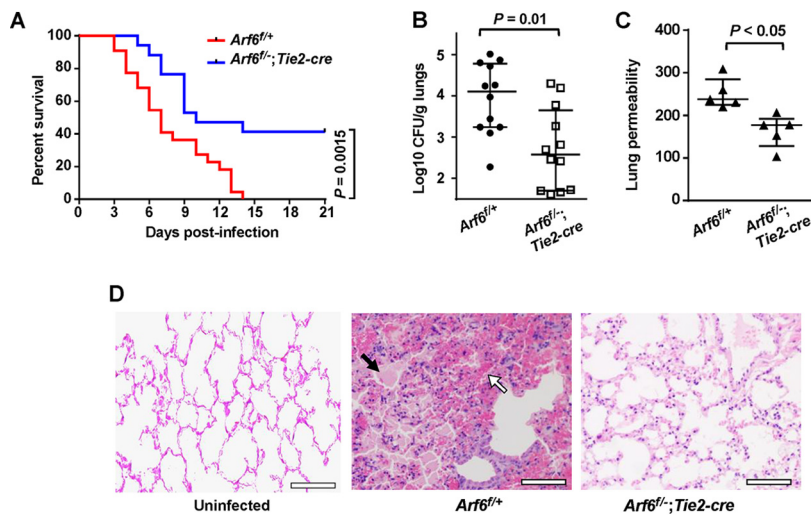 A
Arf6f/+
Arf6f/-;Tie2-cre
Percent survival
100
80
60
40
20
0
0 3 6 9 12 15 18 21
Days post-infection
P = 0.0015
B
P = 0.01
Log10 CFU/g lungs
5
4
3
2
Arf6f/+
Arf6f/-;
Tie2-cre
C
P < 0.05
Lung permeability
400
300
200
100
0
Arf6f/+
Arf6f/-;
Tie2-cre
D
Uninfected
Arf6f/+
Arf6f/-;Tie2-cre